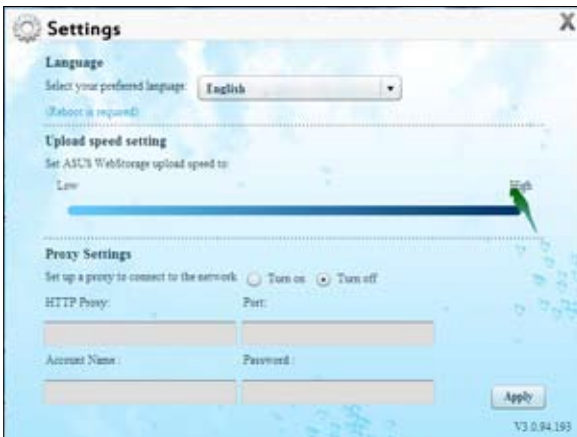 Settings
X
Language
Select your preferred language:
English
(Reboot is required)
Upload speed setting
Set ASUS WebStorage upload speed to:
Low
High
Proxy Settings
Set up a proxy to connect to the network
Turn on
Turn off
HTTP Proxy:
Port:
Account Name :
Password :
Apply
V3.0.94.193